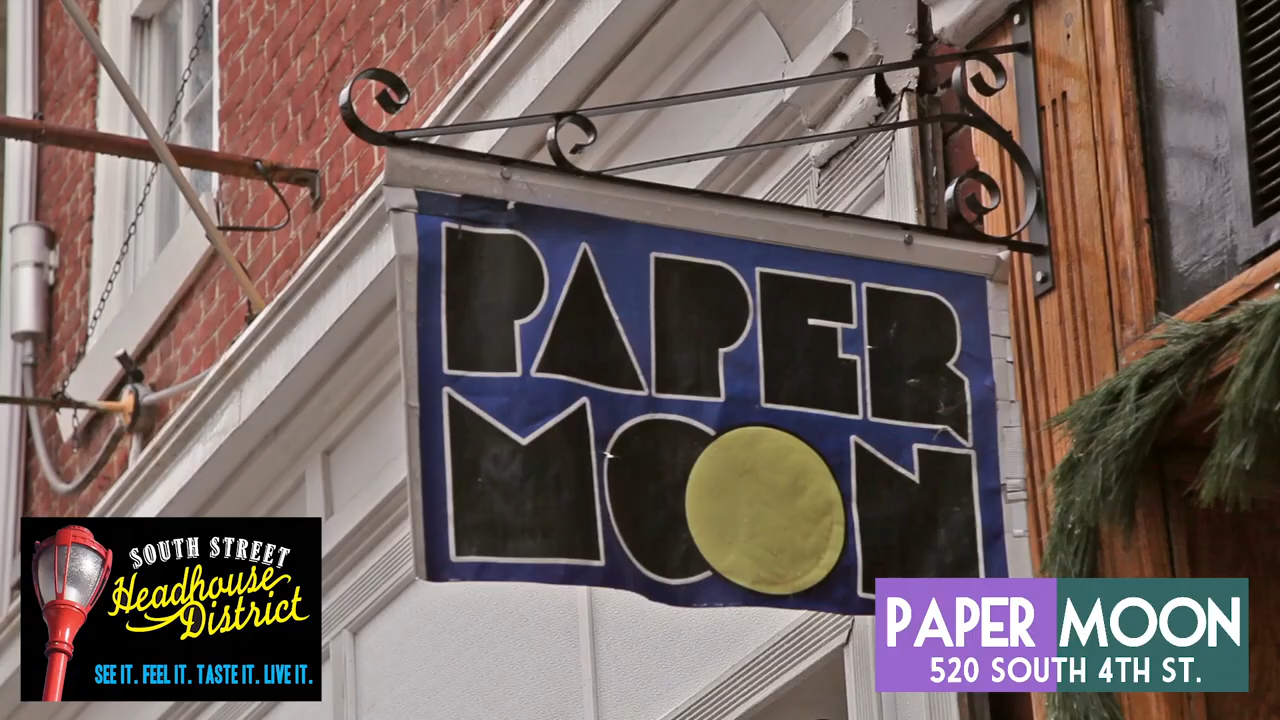 PAPER
MOON
SOUTH STREET
Headhouse
District
SEE IT. FEEL IT. TASTE IT. LIVE IT.
PAPER MOON
520 SOUTH 4TH ST.